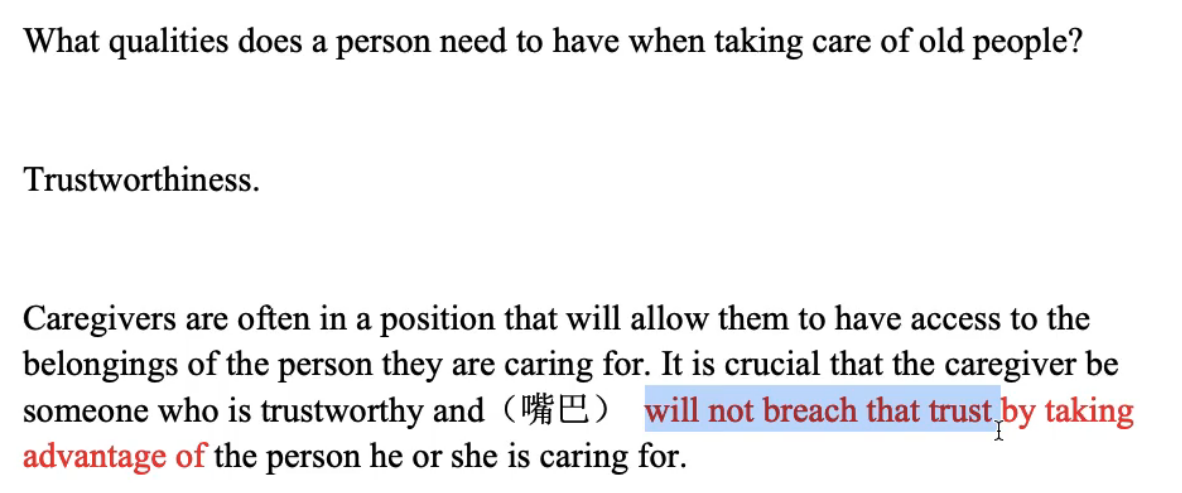 What qualities does a person need to have when taking care of old people?
Trustworthiness.
Caregivers are often in a position that will allow them to have access to the
belongings of the person they are caring for. It is crucial that the caregiver be
someone who is trustworthy and（嘴巴） will not breach that trust by taking
advantage of the person he or she is caring for.